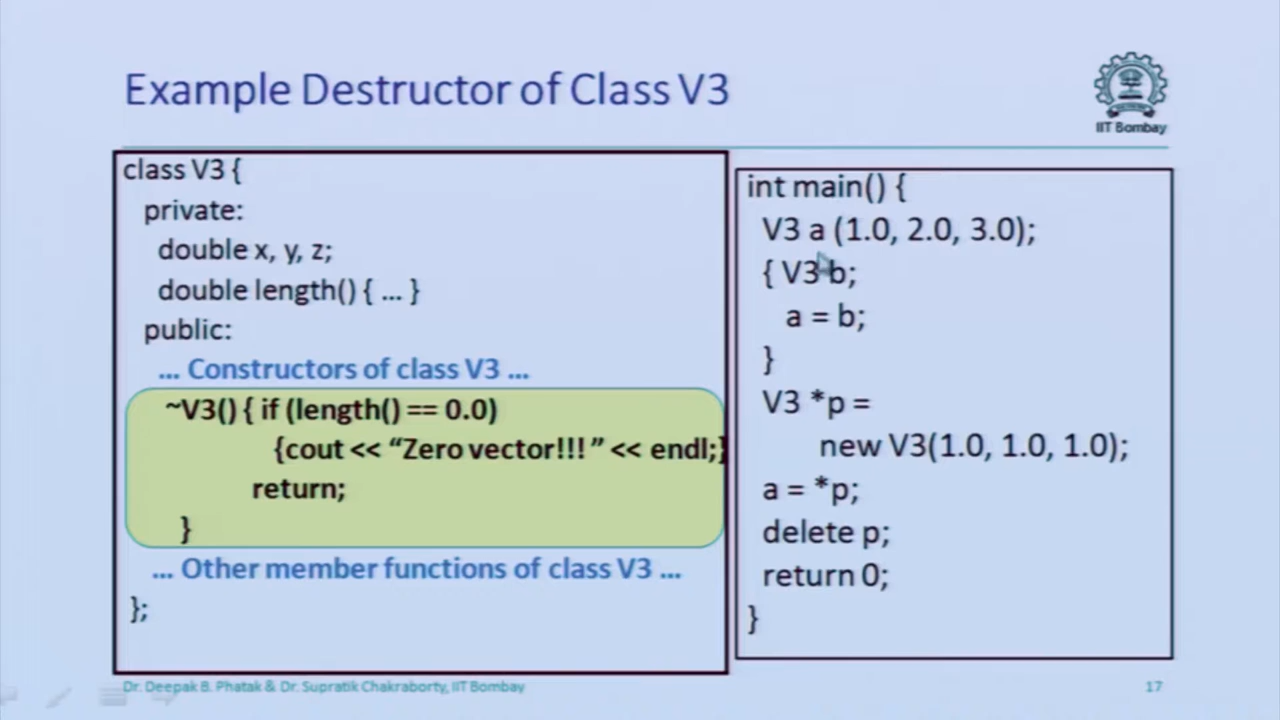 Example Destructor of Class V3
IIT Bombay
class V3 {
private:
double x, y, z;
double length() { ... }
public:
... Constructors of class V3 ...
~V3() { if (length() == 0.0)
{cout << “Zero vector!!! ” << endl;}
return;
}
... Other member functions of class V3 ...
};
int main() {
V3 a (1.0, 2.0, 3.0);
{ V3 b;
a = b;
}
V3 *p =
new V3(1.0, 1.0, 1.0);
a = *p;
delete p;
return 0;
}
Dr. Deepak B. Phatak & Dr. Supratik Chakraborty, IIT Bombay
17